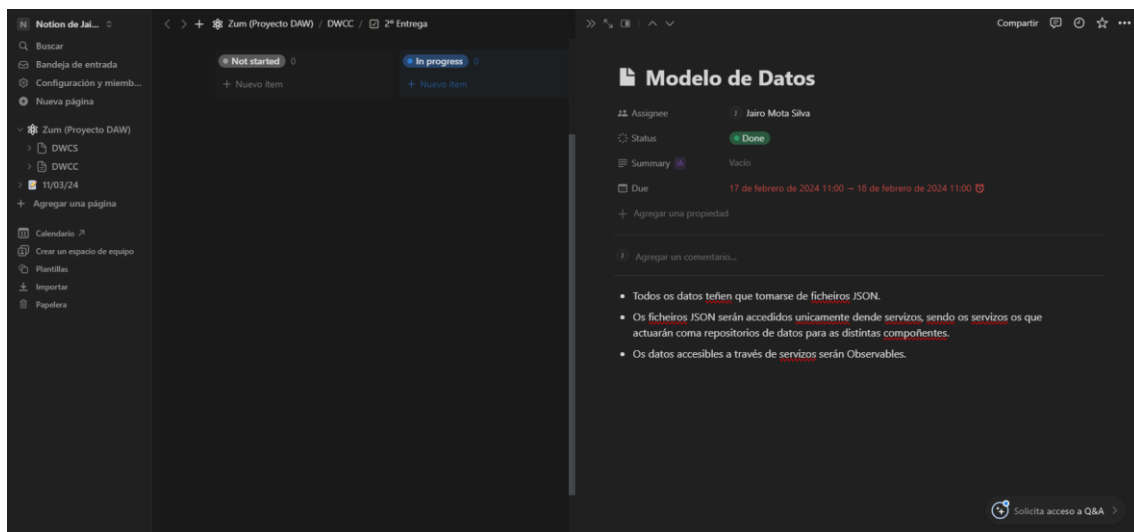 N Notion de Jai...
Buscar
Bandeja de entrada
Configuración y miemb...
Nueva página
Zum (Proyecto DAW)
DWCS
DWCC
11/03/24
Agregar una página
Calendario ↗
Crear un espacio de equipo
Plantillas
Importar
Papelera
Zum (Proyecto DAW) / DWCC / 2º Entrega
Not started 0
In progress 0
+ Nuevo ítem
+ Nuevo ítem
Compartir
Modelo de Datos
Assignee J Jairo Mota Silva
Status Done
Summary IA Vacío
Due 17 de febrero de 2024 11:00 → 18 de febrero de 2024 11:00
+ Agregar una propiedad
J Agregar un comentario...
• Todos os datos teñen que tomarse de ficheiros JSON.
• Os ficheiros JSON serán accedidos unicamente dende servizos, sendo os servizos os que
actuarán coma repositorios de datos para as distintas compoñentes.
• Os datos accesibles a través de servizos serán Observables.
Solicita acceso a Q&A